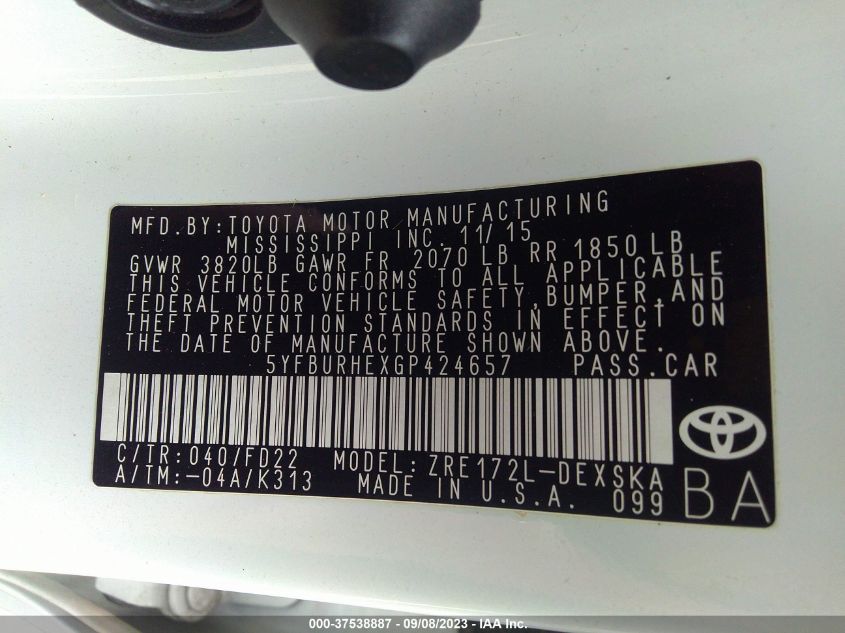 MFD.BY:TOYOTA MOTOR MANUFACTURING
MISSISSIPPI INC. 11/15
GVWR 3820LB GAWR FR 2070 LB RR 1850 LB
THIS VEHICLE CONFORMS TO ALL APPLICABLE
FEDERAL MOTOR VEHICLE SAFETY,BUMPER,AND
THEFT PREVENTION STANDARDS IN EFFECT ON
THE DATE OF MANUFACTURE SHOWN ABOVE.
5YFBURHEXGP424657 PASS.CAR
C/TR:040/FD22 MODEL: ZRE172L-DEXSKA
A/TM:-04A/K313 MADE IN U.S.A. 099
BA
000-37538887 - 09/08/2023 - IAA Inc.